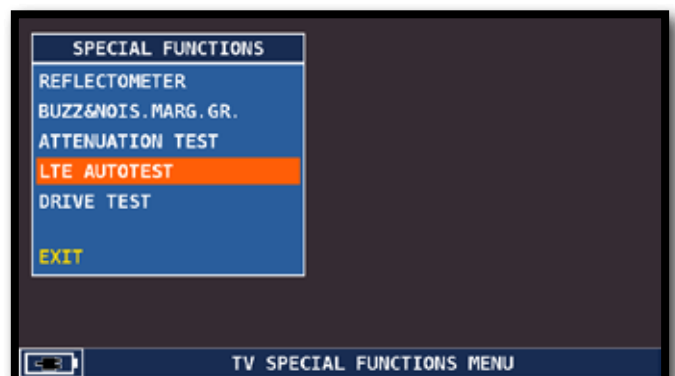 SPECIAL FUNCTIONS
REFLECTOMETER
BUZZ&NOIS.MARG.GR.
ATTENUATION TEST
LTE AUTOTEST
DRIVE TEST
EXIT
TV SPECIAL FUNCTIONS MENU